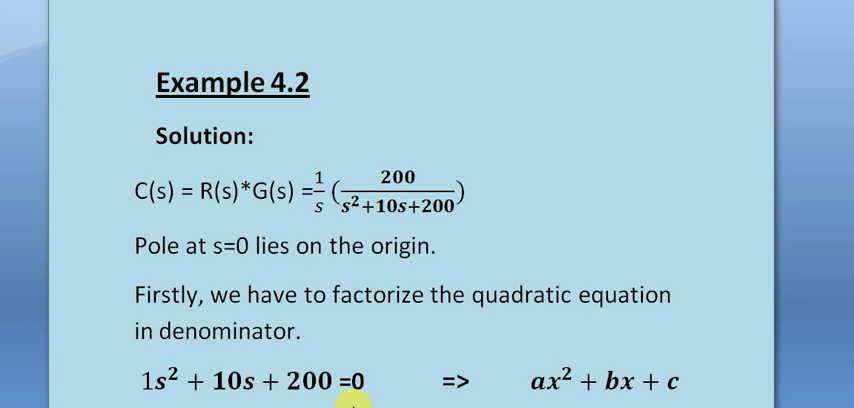 Example 4.2
Solution:
C(s) = R(s)*G(s) = 1/s (200/(s²+10s+200))
Pole at s=0 lies on the origin.
Firstly, we have to factorize the quadratic equation
in denominator.
1s² + 10s + 200 =0 => ax² + bx + c